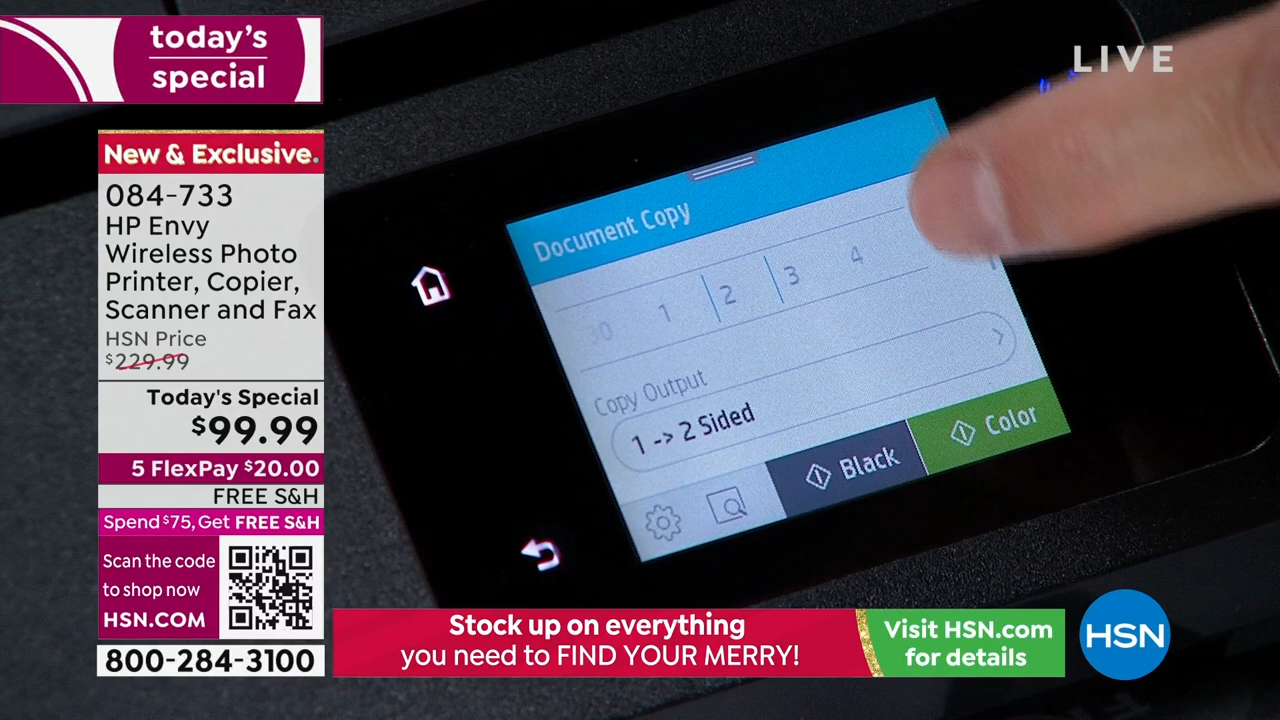 today's
special
LIVE
New & Exclusive.
084-733
HP Envy
Wireless Photo
Printer, Copier,
Scanner and Fax
HSN Price
$229.99
Today's Special
$99.99
5 FlexPay $20.00
FREE S&H
Spend $75, Get FREE S&H
Scan the code
to shop now
HSN.COM
800-284-3100
Document Copy
30 1 2 3 4
Copy Output
1 -> 2 Sided
Black
Color
Stock up on everything
you need to FIND YOUR MERRY!
Visit HSN.com
for details
HSN